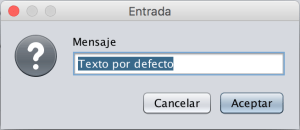 Entrada
Mensaje
Texto por defecto
Cancelar Aceptar